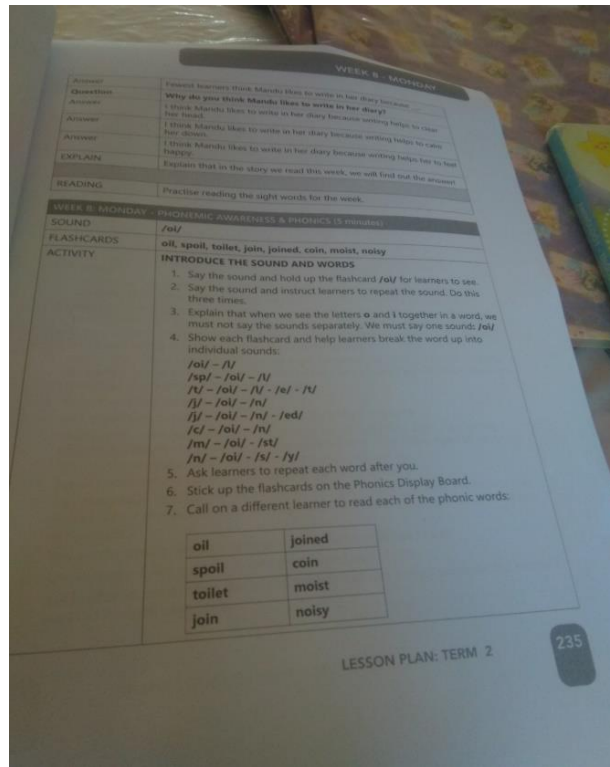 WEEK 8 - MONDAY
Answer Fewest learners think Mandu likes to write in her diary because ...
Question Why do you think Mandu likes to write in her diary?
Answer I think Mandu likes to write in her diary because writing helps to clear
her head.
Answer I think Mandu likes to write in her diary because writing helps to calm
her down.
Answer I think Mandu likes to write in her diary because writing helps her to feel
happy.
EXPLAIN Explain that in the story we read this week, we will find out the answer!
READING Practise reading the sight words for the week.
WEEK 8: MONDAY - PHONEMIC AWARENESS & PHONICS (5 minutes)
SOUND /oi/
FLASHCARDS oil, spoil, toilet, join, joined, coin, moist, noisy
ACTIVITY INTRODUCE THE SOUND AND WORDS
1. Say the sound and hold up the flashcard /oi/ for learners to see.
2. Say the sound and instruct learners to repeat the sound. Do this
three times.
3. Explain that when we see the letters o and i together in a word, we
must not say the sounds separately. We must say one sound: /oi/
4. Show each flashcard and help learners break the word up into
individual sounds:
/oi/ – /l/
/sp/ – /oi/ – /l/
/t/ – /oi/ – /l/ - /e/ - /t/
/j/ – /oi/ – /n/
/j/ – /oi/ – /n/ - /ed/
/c/ – /oi/ – /n/
/m/ – /oi/ - /st/
/n/ – /oi/ - /s/ - /y/
5. Ask learners to repeat each word after you.
6. Stick up the flashcards on the Phonics Display Board.
7. Call on a different learner to read each of the phonic words:
oil joined
spoil coin
toilet moist
join noisy
LESSON PLAN: TERM 2
235